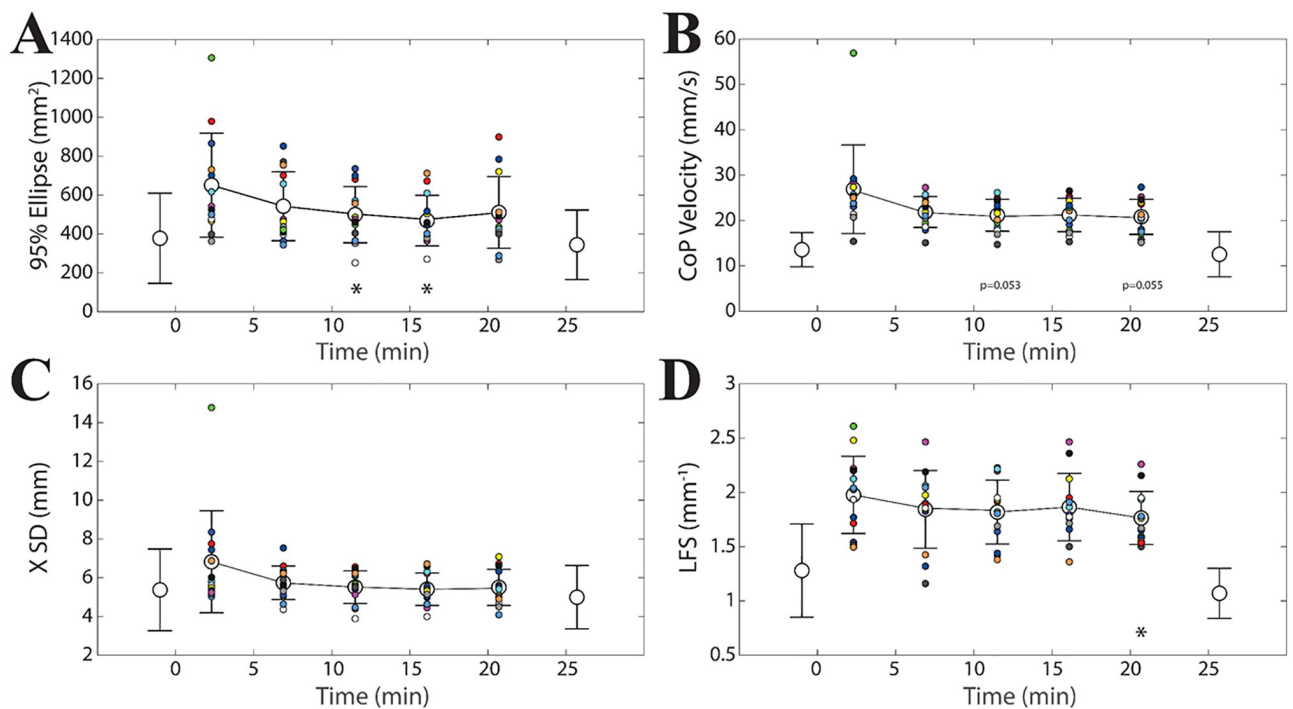 A
1400
1200
1000
800
600
400
200
0
95% Ellipse (mm²)
* *
0 5 10 15 20 25
Time (min)
B
60
50
40
30
20
10
0
CoP Velocity (mm/s)
p=0.053 p=0.055
0 5 10 15 20 25
Time (min)
C
16
14
12
10
8
6
4
2
X SD (mm)
0 5 10 15 20 25
Time (min)
D
3
2.5
2
1.5
1
0.5
LFS (mm⁻¹)
*
0 5 10 15 20 25
Time (min)